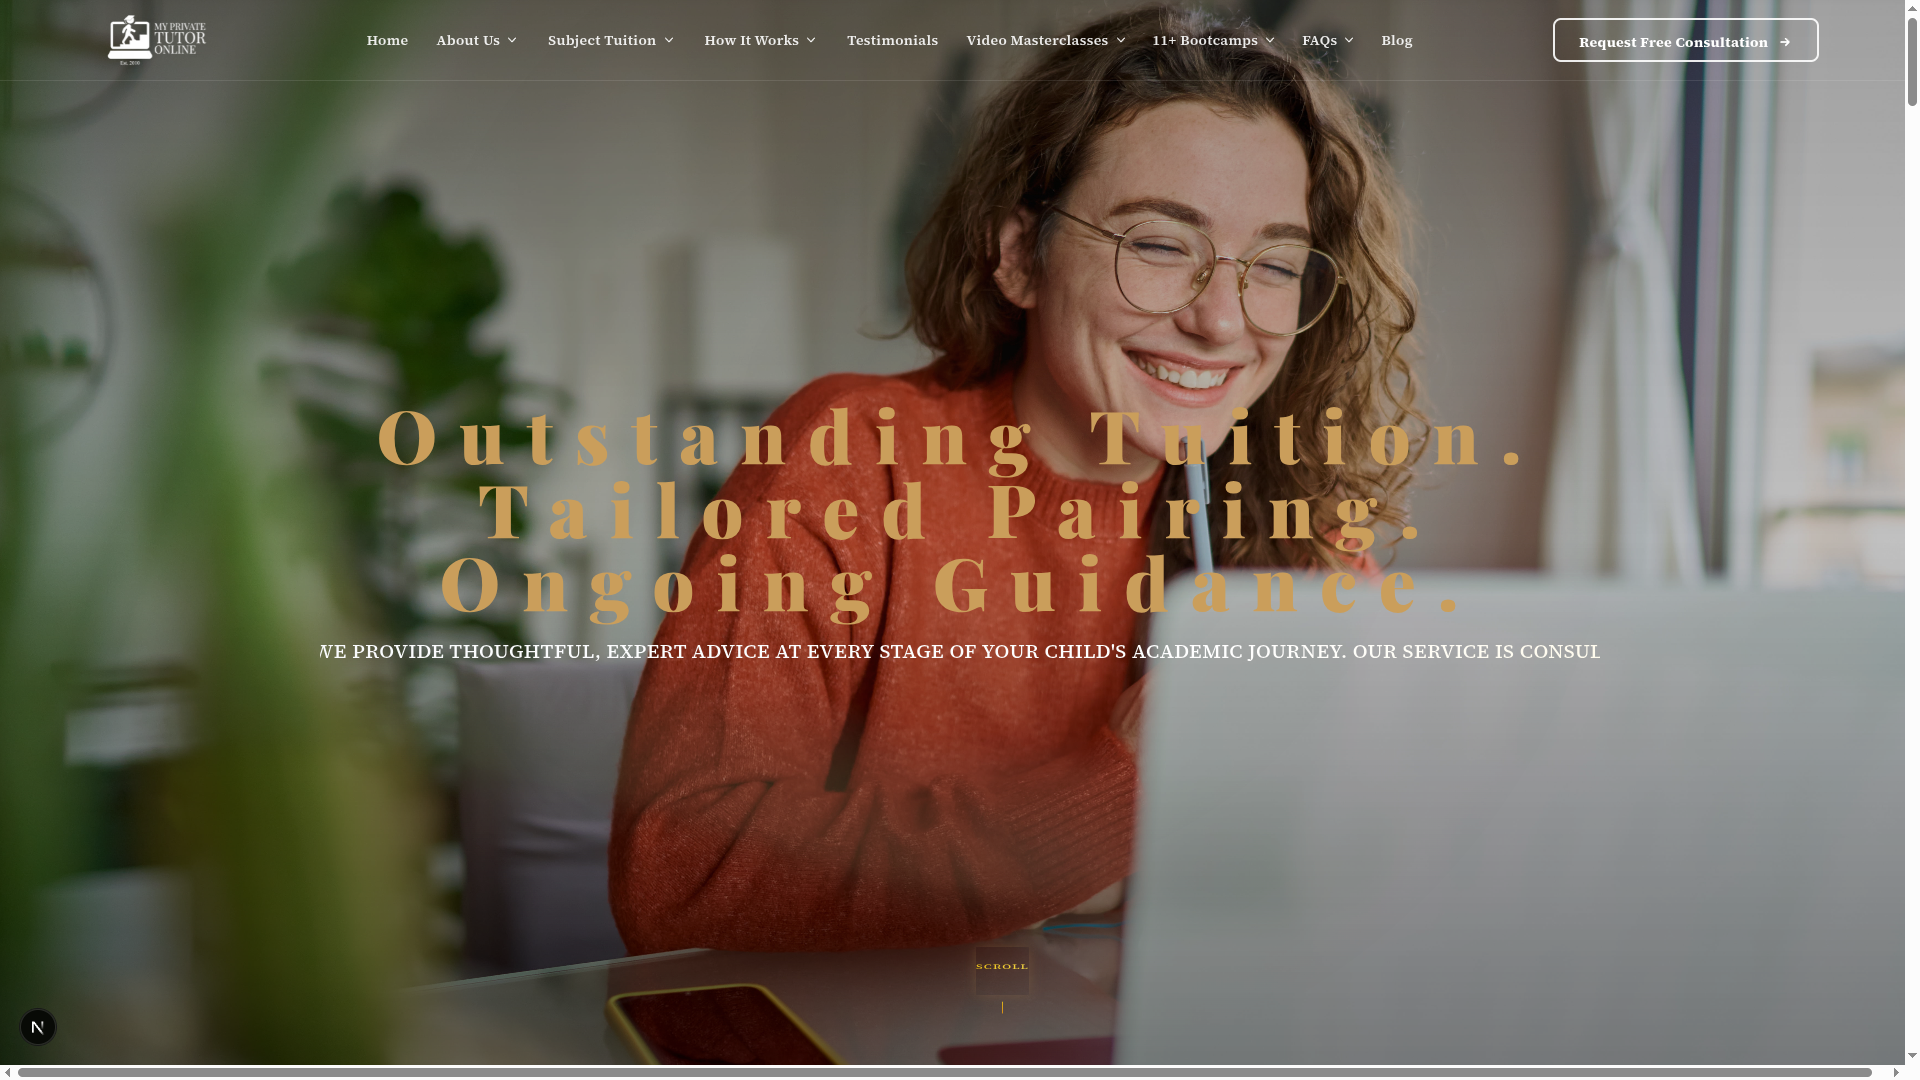 MY PRIVATE
TUTOR
ONLINE
Est. 2010
Home
About Us
Subject Tuition
How It Works
Testimonials
Video Masterclasses
11+ Bootcamps
FAQs
Blog
Request Free Consultation
Outstanding Tuition.
Tailored Pairing.
Ongoing Guidance.
WE PROVIDE THOUGHTFUL, EXPERT ADVICE AT EVERY STAGE OF YOUR CHILD'S ACADEMIC JOURNEY. OUR SERVICE IS CONSUL
SCROLL
N